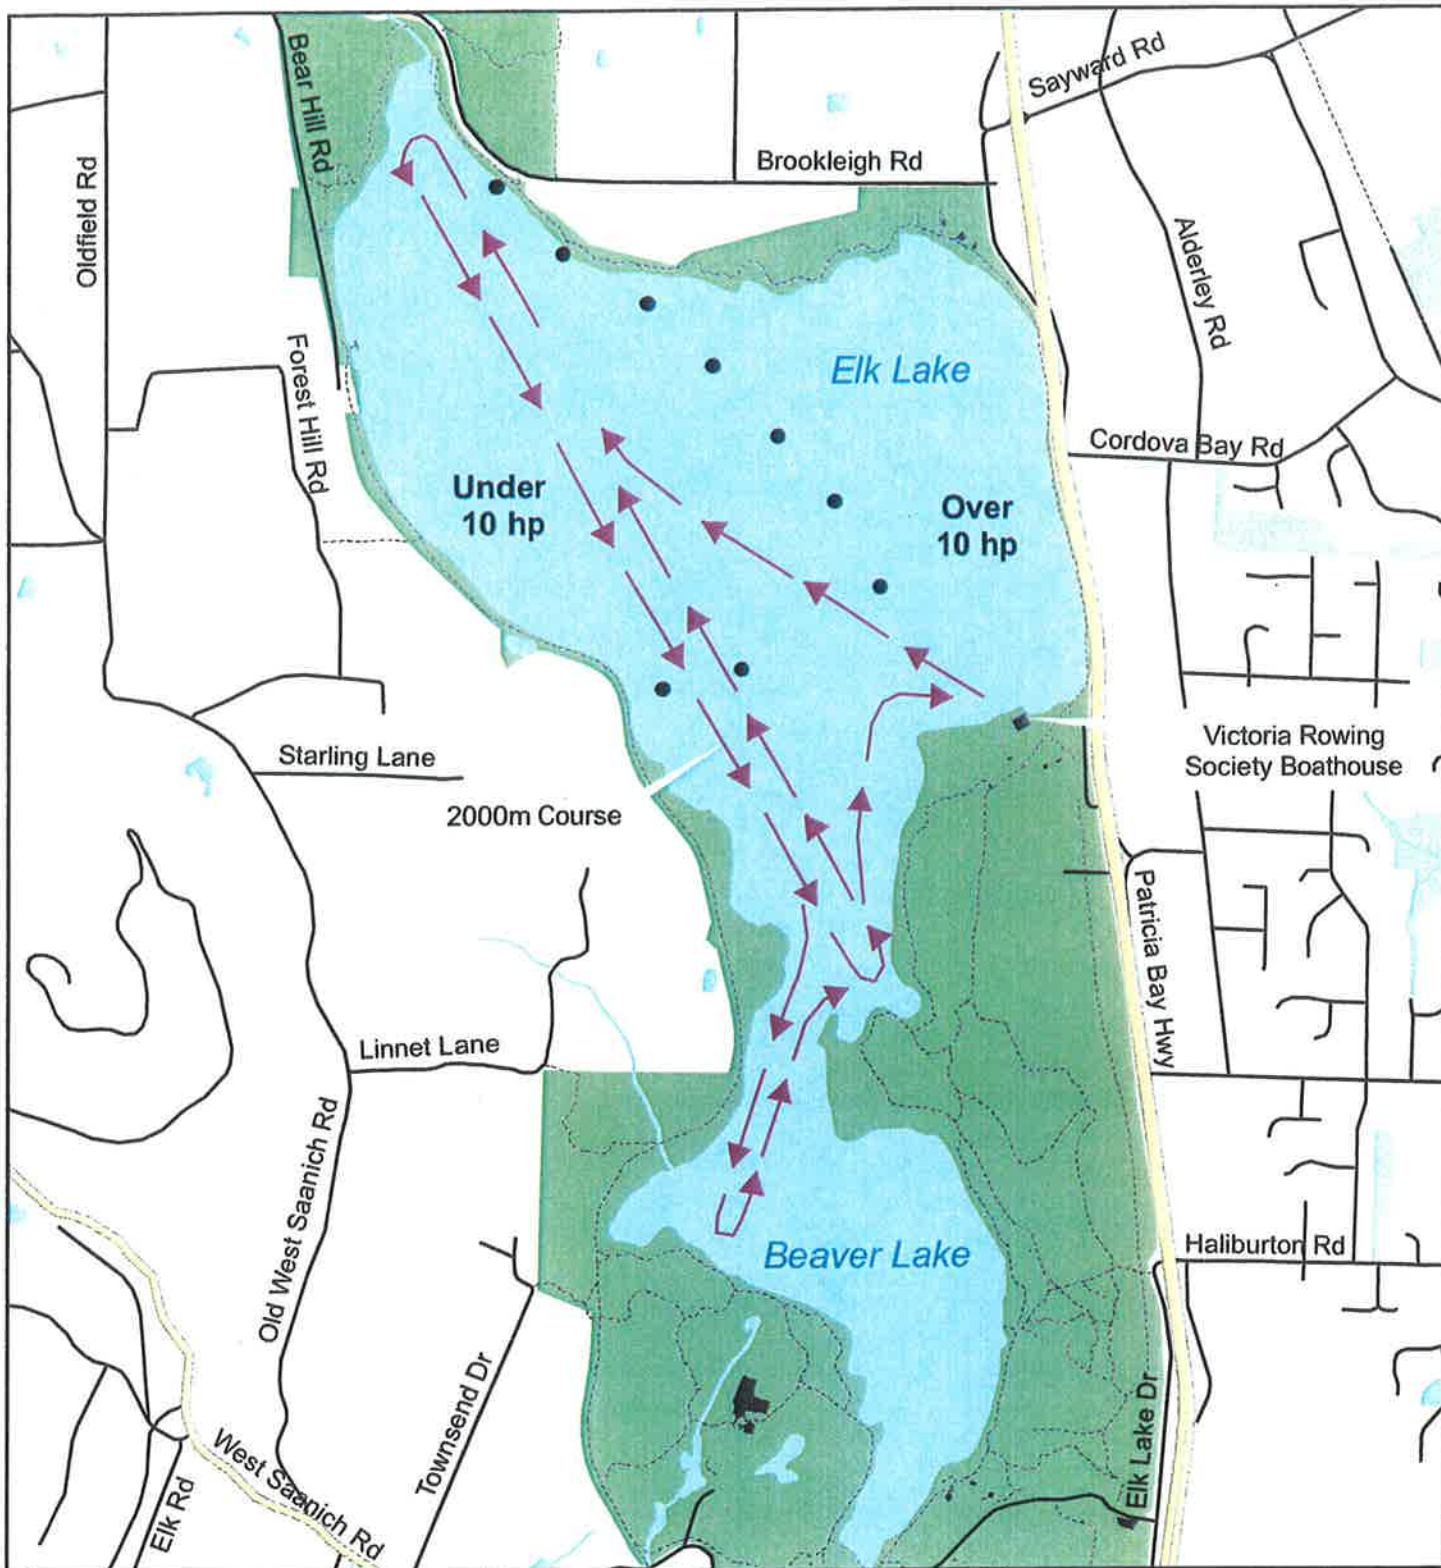 Bear Hill Rd
Sayward Rd
Brookleigh Rd
Oldfield Rd
Alderley Rd
Elk Lake
Forest Hill Rd
Cordova Bay Rd
Under
10 hp
Over
10 hp
Victoria Rowing
Society Boathouse
Starling Lane
2000m Course
Patricia Bay Hwy
Linnet Lane
Old West Saanich Rd
Beaver Lake
Haliburton Rd
Townsend Dr
Elk Lake Dr
West Saanich Rd
Elk Rd